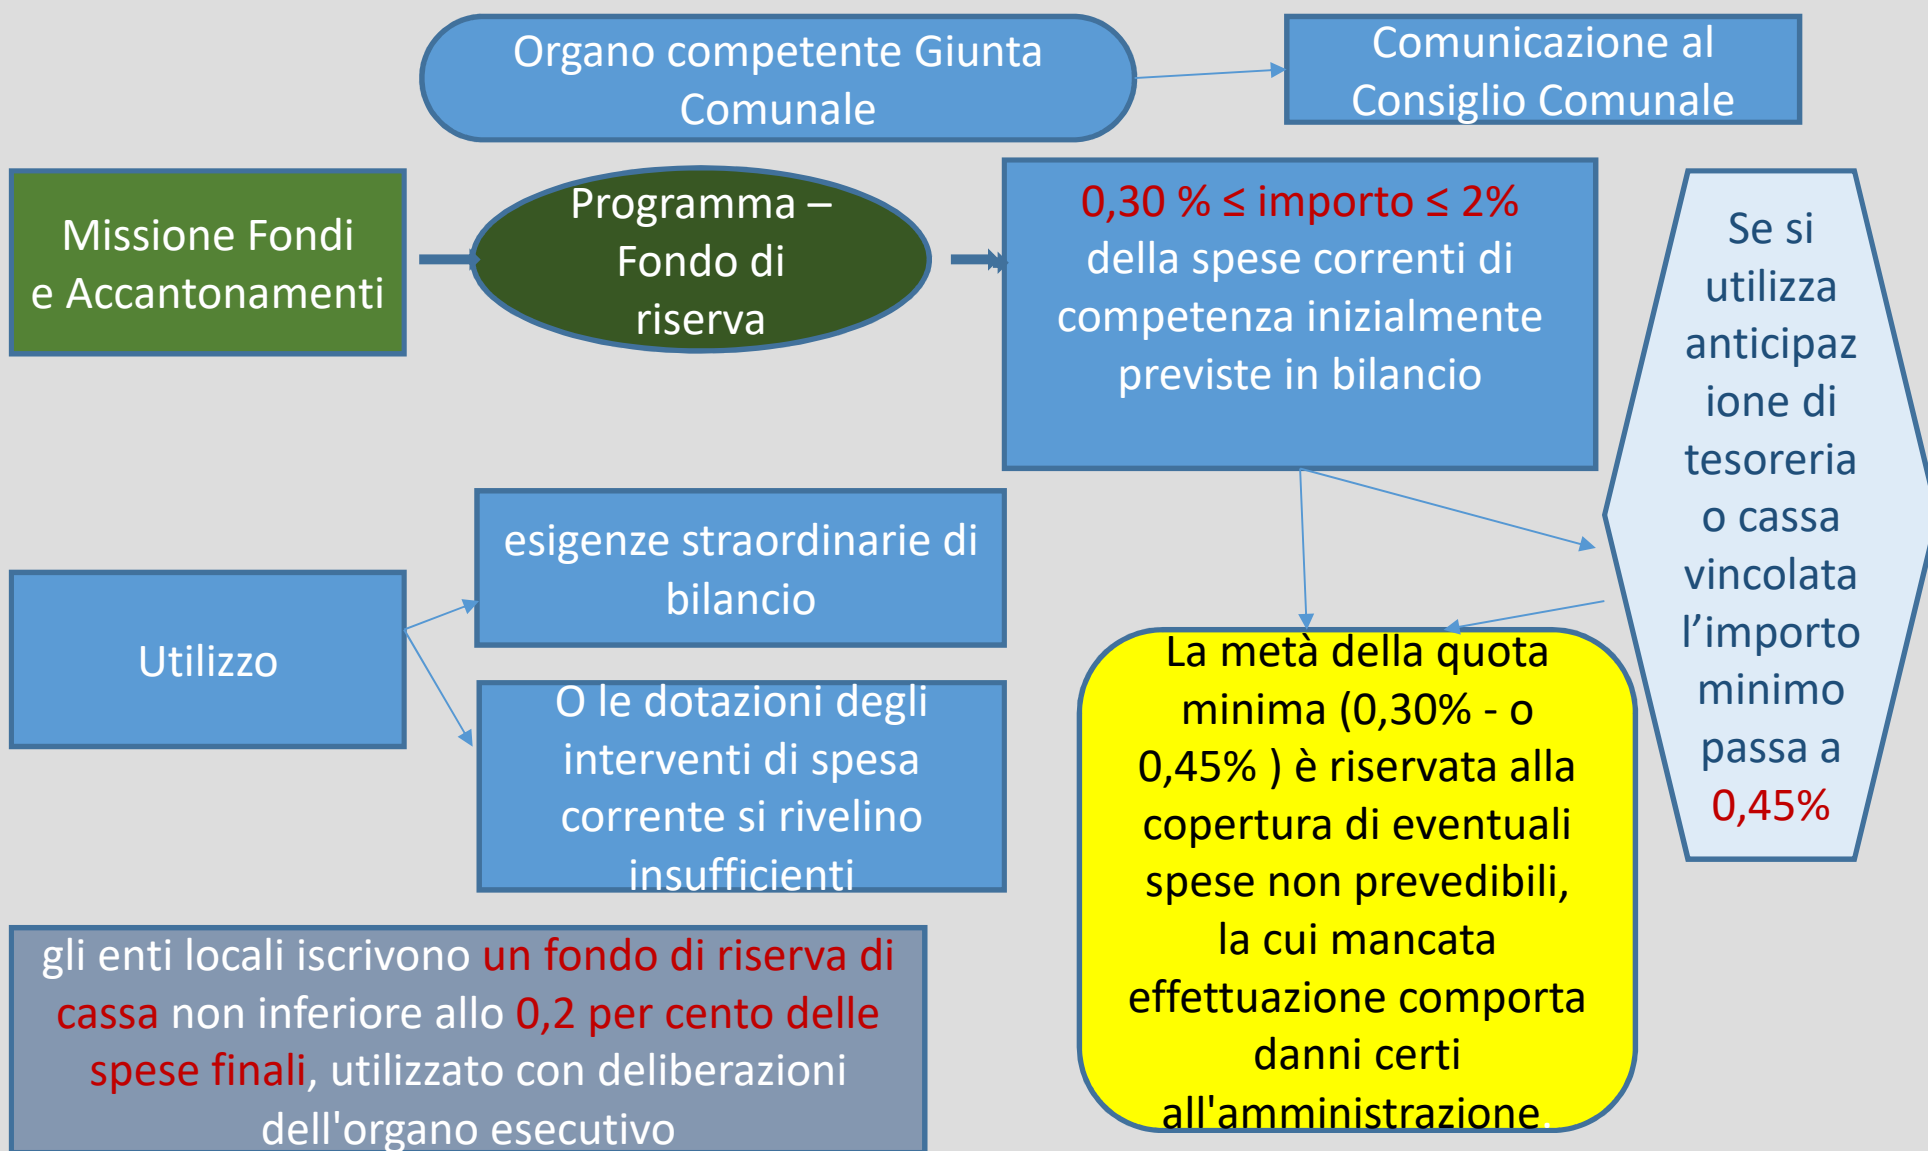 Organo competente Giunta
Comunale
Comunicazione al
Consiglio Comunale
Missione Fondi
e Accantonamenti
Programma –
Fondo di
riserva
0,30 % ≤ importo ≤ 2%
della spese correnti di
competenza inizialmente
previste in bilancio
Se si
utilizza
anticipaz
ione di
tesoreria
o cassa
vincolata
l’importo
minimo
passa a
0,45%
Utilizzo
esigenze straordinarie di
bilancio
O le dotazioni degli
interventi di spesa
corrente si rivelino
insufficienti
La metà della quota
minima (0,30% - o
0,45% ) è riservata alla
copertura di eventuali
spese non prevedibili,
la cui mancata
effettuazione comporta
danni certi
all'amministrazione.
gli enti locali iscrivono un fondo di riserva di
cassa non inferiore allo 0,2 per cento delle
spese finali, utilizzato con deliberazioni
dell'organo esecutivo